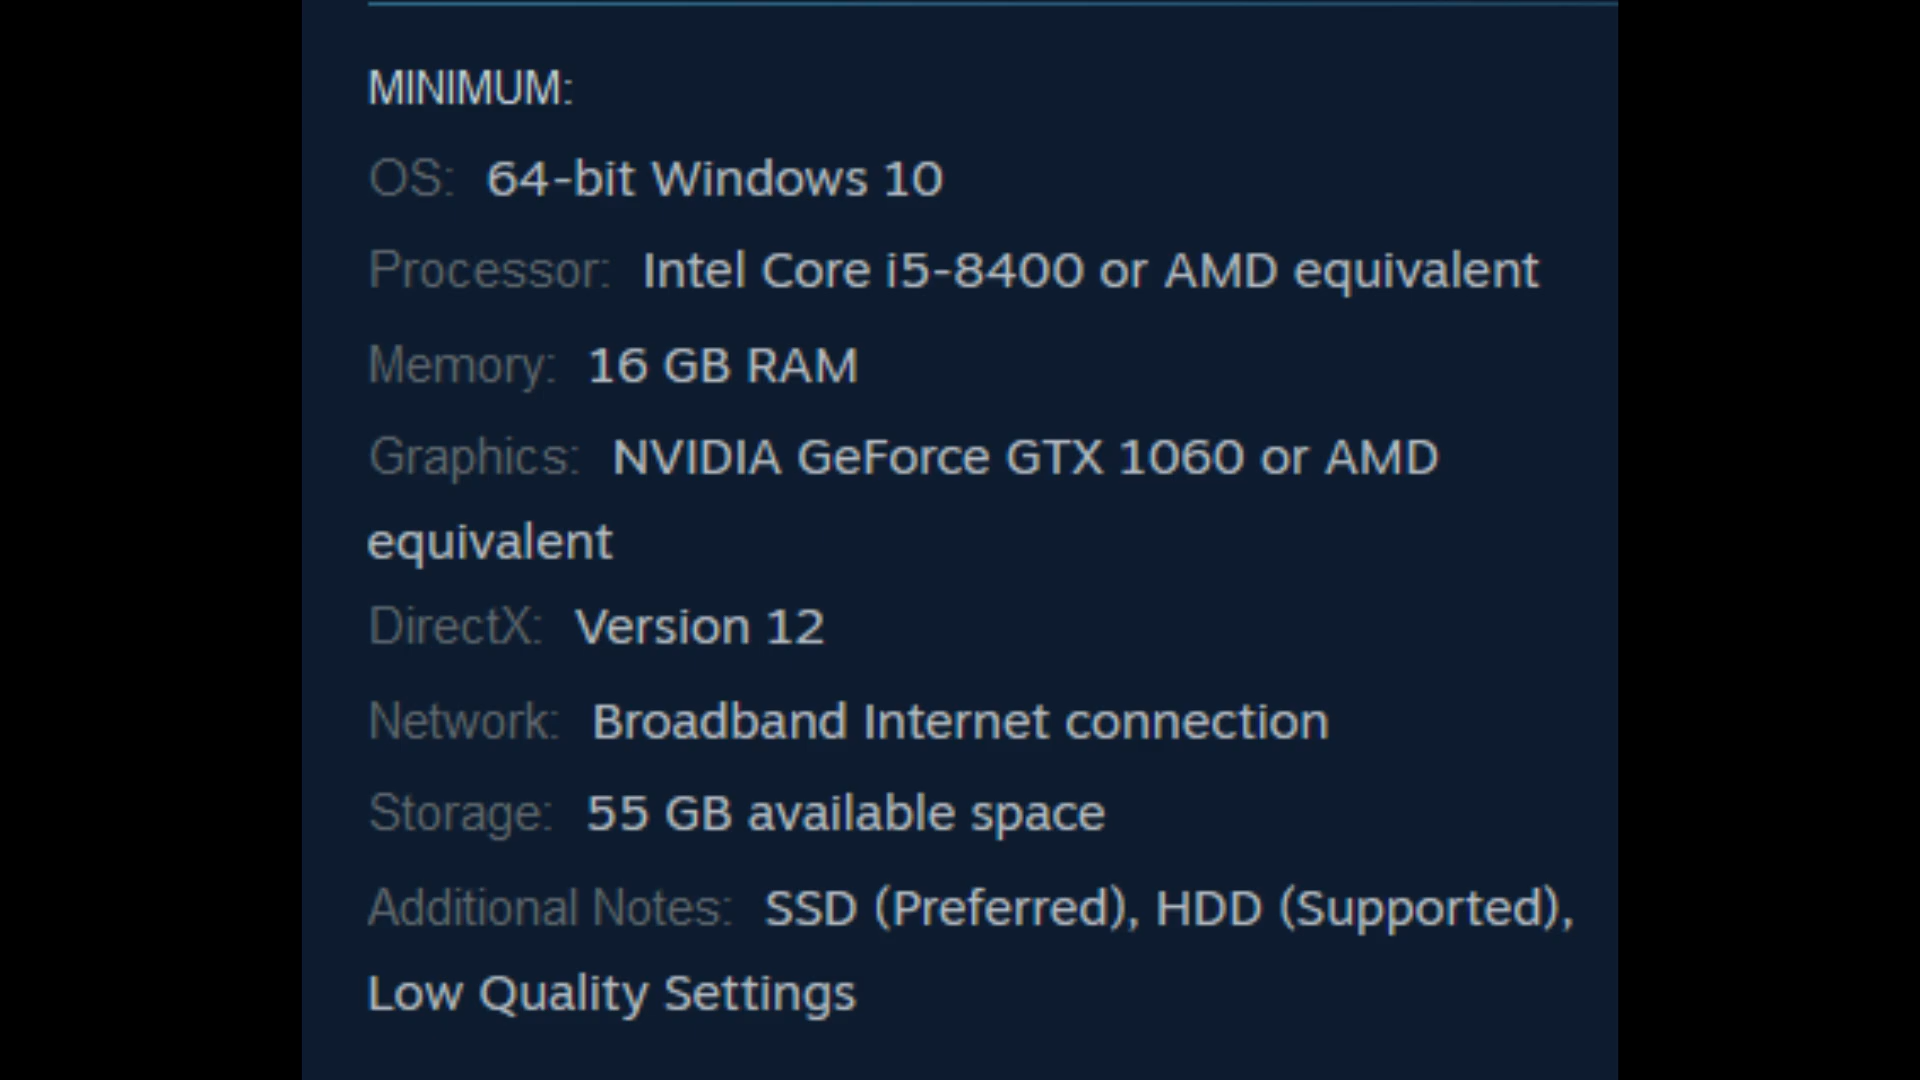 MINIMUM:
OS: 64-bit Windows 10
Processor: Intel Core i5-8400 or AMD equivalent
Memory: 16 GB RAM
Graphics: NVIDIA GeForce GTX 1060 or AMD
equivalent
DirectX: Version 12
Network: Broadband Internet connection
Storage: 55 GB available space
Additional Notes: SSD (Preferred), HDD (Supported),
Low Quality Settings